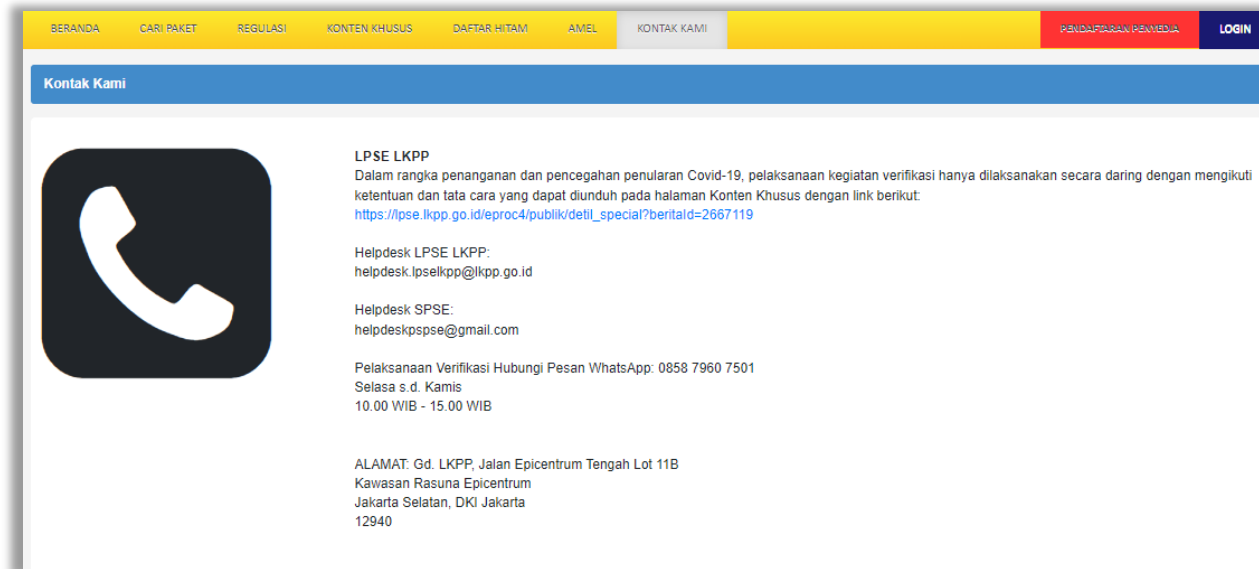 BERANDA CARI PAKET REGULASI KONTEN KHUSUS DAFTAR HITAM AMEL KONTAK KAMI PENDAFTARAN PENYEDIA LOGIN
Kontak Kami
LPSE LKPP
Dalam rangka penanganan dan pencegahan penularan Covid-19, pelaksanaan kegiatan verifikasi hanya dilaksanakan secara daring dengan mengikuti
ketentuan dan tata cara yang dapat diunduh pada halaman Konten Khusus dengan link berikut:
https://lpse.lkpp.go.id/eproc4/publik/detil_special?beritaId=2667119
Helpdesk LPSE LKPP:
helpdesk.lpselkpp@lkpp.go.id
Helpdesk SPSE:
helpdeskpspse@gmail.com
Pelaksanaan Verifikasi Hubungi Pesan WhatsApp: 0858 7960 7501
Selasa s.d. Kamis
10.00 WIB - 15.00 WIB
ALAMAT: Gd. LKPP, Jalan Epicentrum Tengah Lot 11B
Kawasan Rasuna Epicentrum
Jakarta Selatan, DKI Jakarta
12940